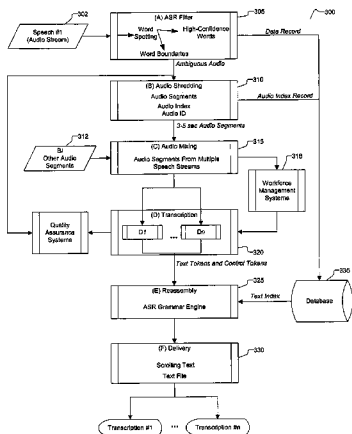 302
Speech #1
(Audio Stream)
(A) ASR Filter
Word
Spotting
High-Confidence
Words
Word Boundaries
306
300
Data Record
Ambiguous Audio
(B) Audio Shredding
Audio Segments
Audio Index
Audio ID
310
Audio Index Record
3-5 sec Audio Segments
312
Other Audio
Segments
(C) Audio Mixing
Audio Segments From Multiple
Speech Streams
315
318
Workforce
Management
Systems
Quality
Assurance
Systems
(D) Transcription
D1
...
Dn
320
Text Tokens and Control Tokens
325
(E) Reassembly
ASR Grammar Engine
Text Index
335
Database
(F) Delivery
Scrolling Text
Text File
330
Transcription #1
...
Transcription #n